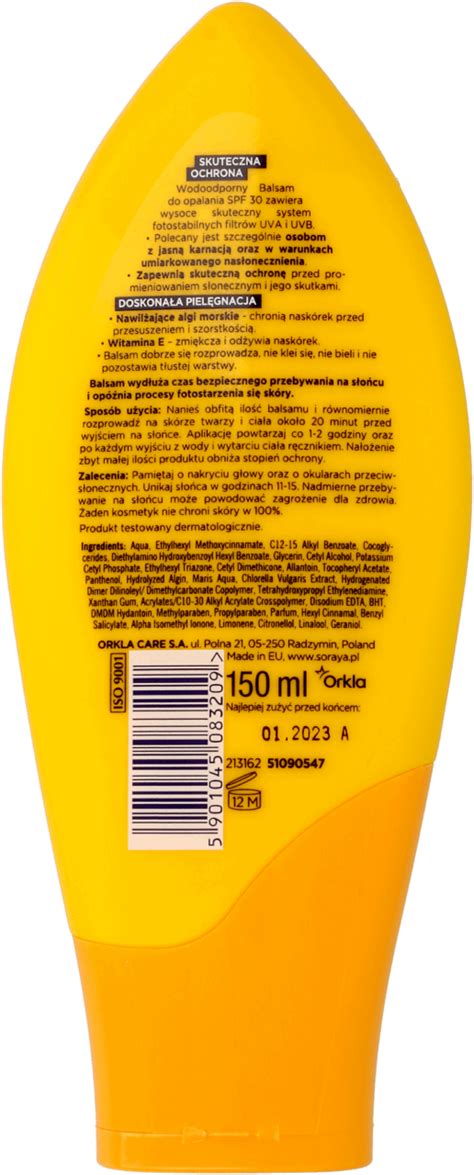 SKUTECZNA
OCHRONA
Wodoodporny Balsam
do opalania SPF 30 zawiera
wysoce skuteczny system
fotostabilnych filtrów UVA i UVB.
• Polecany jest szczególnie osobom
z jasną karnacją oraz w warunkach
umiarkowanego nasłonecznienia.
• Zapewnia skuteczną ochronę przed pro-
mieniowaniem słonecznym i jego skutkami.
DOSKONAŁA PIELĘGNACJA
• Nawilżające algi morskie - chronią naskórek przed
przesuszeniem i szorstkością.
• Witamina E - zmiękcza i odżywia naskórek.
• Balsam dobrze się rozprowadza, nie klei się, nie bieli i nie
pozostawia tłustej warstwy.
Balsam wydłuża czas bezpiecznego przebywania na słońcu
i opóźnia procesy fotostarzenia się skóry.
Sposób użycia: Nanieś obfitą ilość balsamu i równomiernie
rozprowadź na skórze twarzy i ciała około 20 minut przed
wyjściem na słońce. Aplikację powtarzaj co 1-2 godziny oraz
po każdym wyjściu z wody i wytarciu ciała ręcznikiem. Nałożenie
zbyt małej ilości produktu obniża stopień ochrony.
Zalecenia: Pamiętaj o nakryciu głowy oraz o okularach przeciw-
słonecznych. Unikaj słońca w godzinach 11-15. Nadmierne przeby-
wanie na słońcu może powodować zagrożenie dla zdrowia.
Żaden kosmetyk nie chroni skóry w 100%.
Produkt testowany dermatologicznie.
Ingredients: Aqua, Ethylhexyl Methoxycinnamate, C12-15 Alkyl Benzoate, Cocogly-
cerides, Diethylamino Hydroxybenzoyl Hexyl Benzoate, Glycerin, Cetyl Alcohol, Potassium
Cetyl Phosphate, Ethylhexyl Triazone, Cetyl Dimethicone, Allantoin, Tocopheryl Acetate,
Panthenol, Hydrolyzed Algin, Maris Aqua, Chlorella Vulgaris Extract, Hydrogenated
Dimer Dilinoleyl/ Dimethylcarbonate Copolymer, Tetrahydroxypropyl Ethylenediamine,
Xanthan Gum, Acrylates/C10-30 Alkyl Acrylate Crosspolymer, Disodium EDTA, BHT,
DMDM Hydantoin, Methylparaben, Propylparaben, Parfum, Hexyl Cinnamal, Benzyl
Salicylate, Alpha Isomethyl Ionone, Limonene, Citronellol, Linalool, Geraniol.
ORKLA CARE S.A. ul. Polna 21, 05-250 Radzymin, Poland
Made in EU, www.soraya.pl
ISO 9001
150 ml Orkla
Najlepiej zużyć przed końcem:
01.2023 A
213162 51090547
12 M
5 901045 083209 >